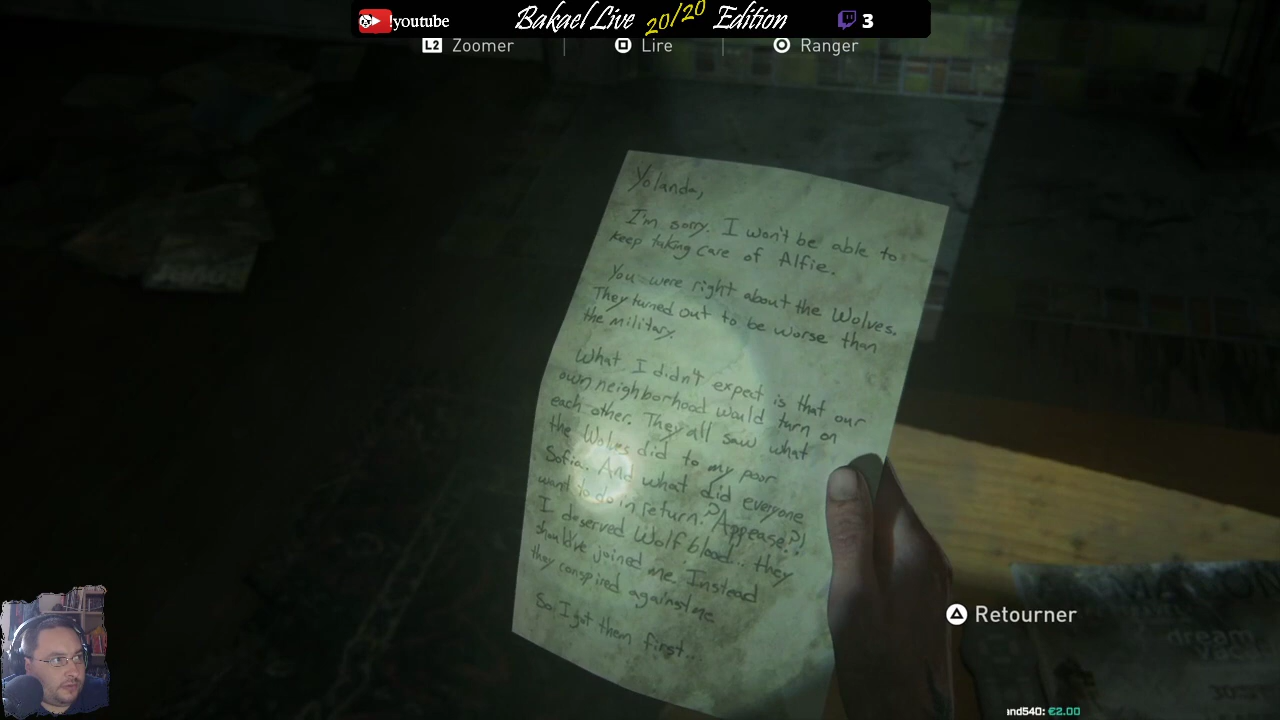 !youtube
Bakael Live 20/20 Edition
3
L2 Zoomer
Lire
Ranger
Yolanda,
I'm sorry. I won't be able to
keep taking care of Alfie.
You were right about the Wolves.
They turned out to be worse than
the military.
What I didn't expect is that our
own neighborhood would turn on
each other. They all saw what
the Wolves did to my poor
Sofia. And what did everyone
want to do in return? Appease?!
I deserved Wolf blood... they
should've joined me. Instead
they conspired against me
So, I got them first...
Retourner
and540: €2.00